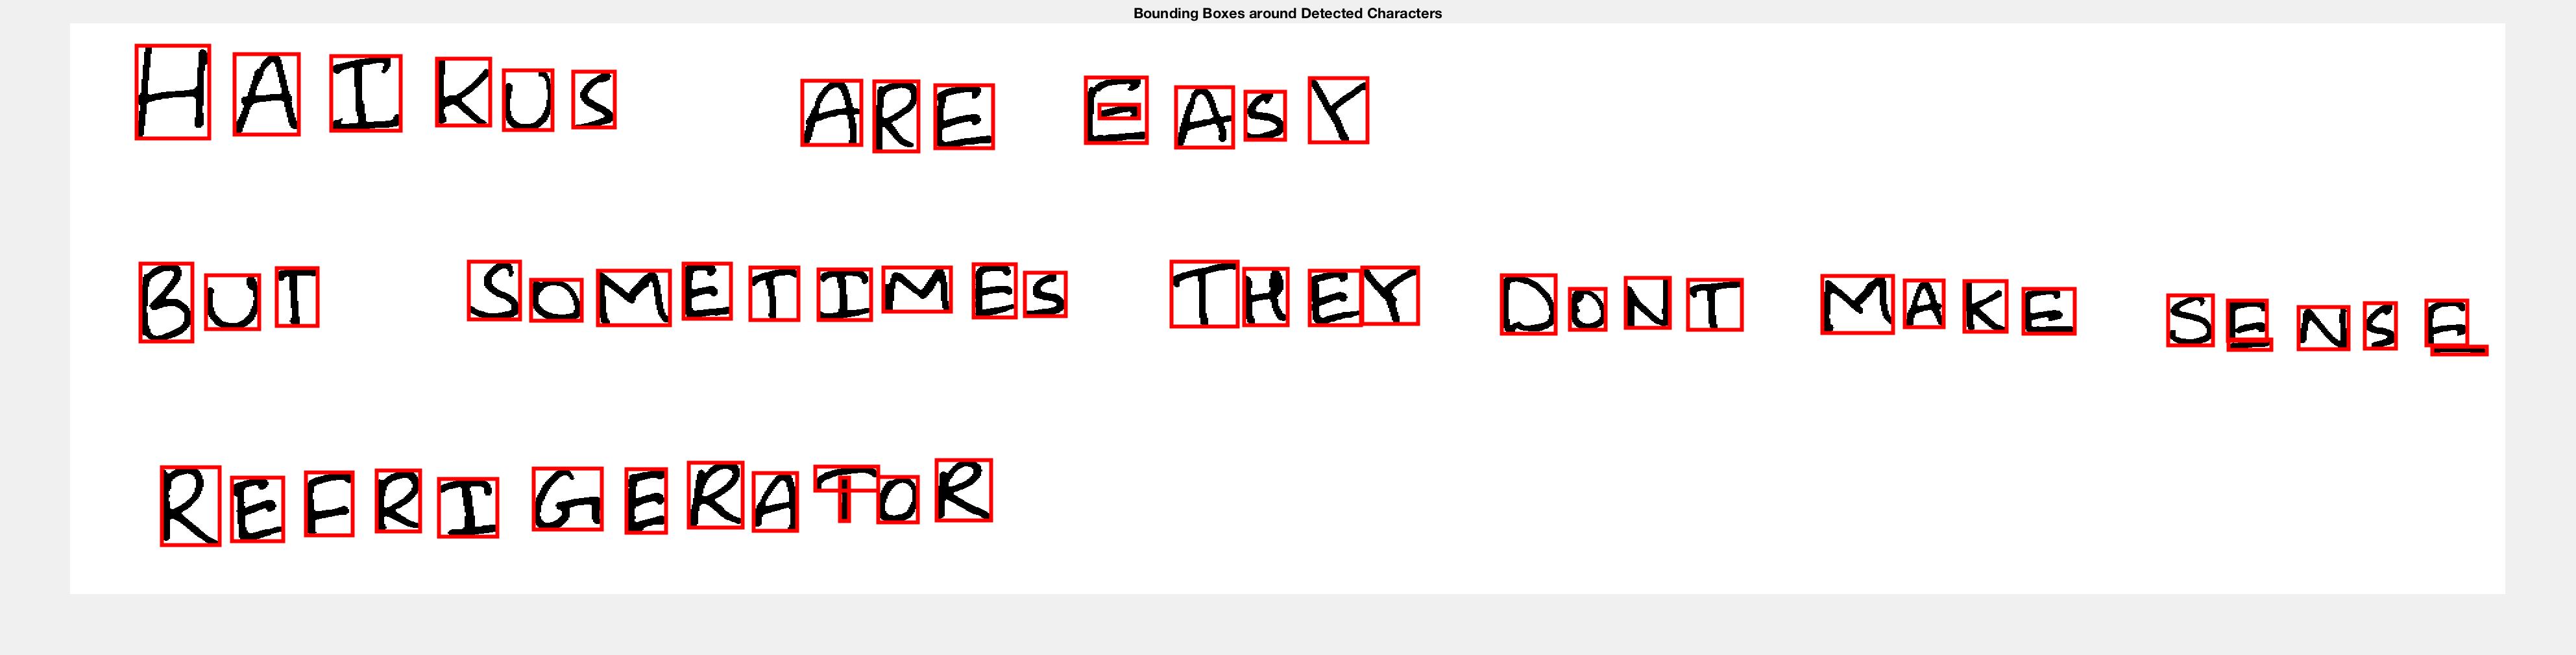 Bounding Boxes around Detected Characters
HAIKUS ARE EASY
BUT SOMETIMES THEY DONT MAKE SENSE
REFRIGERATOR